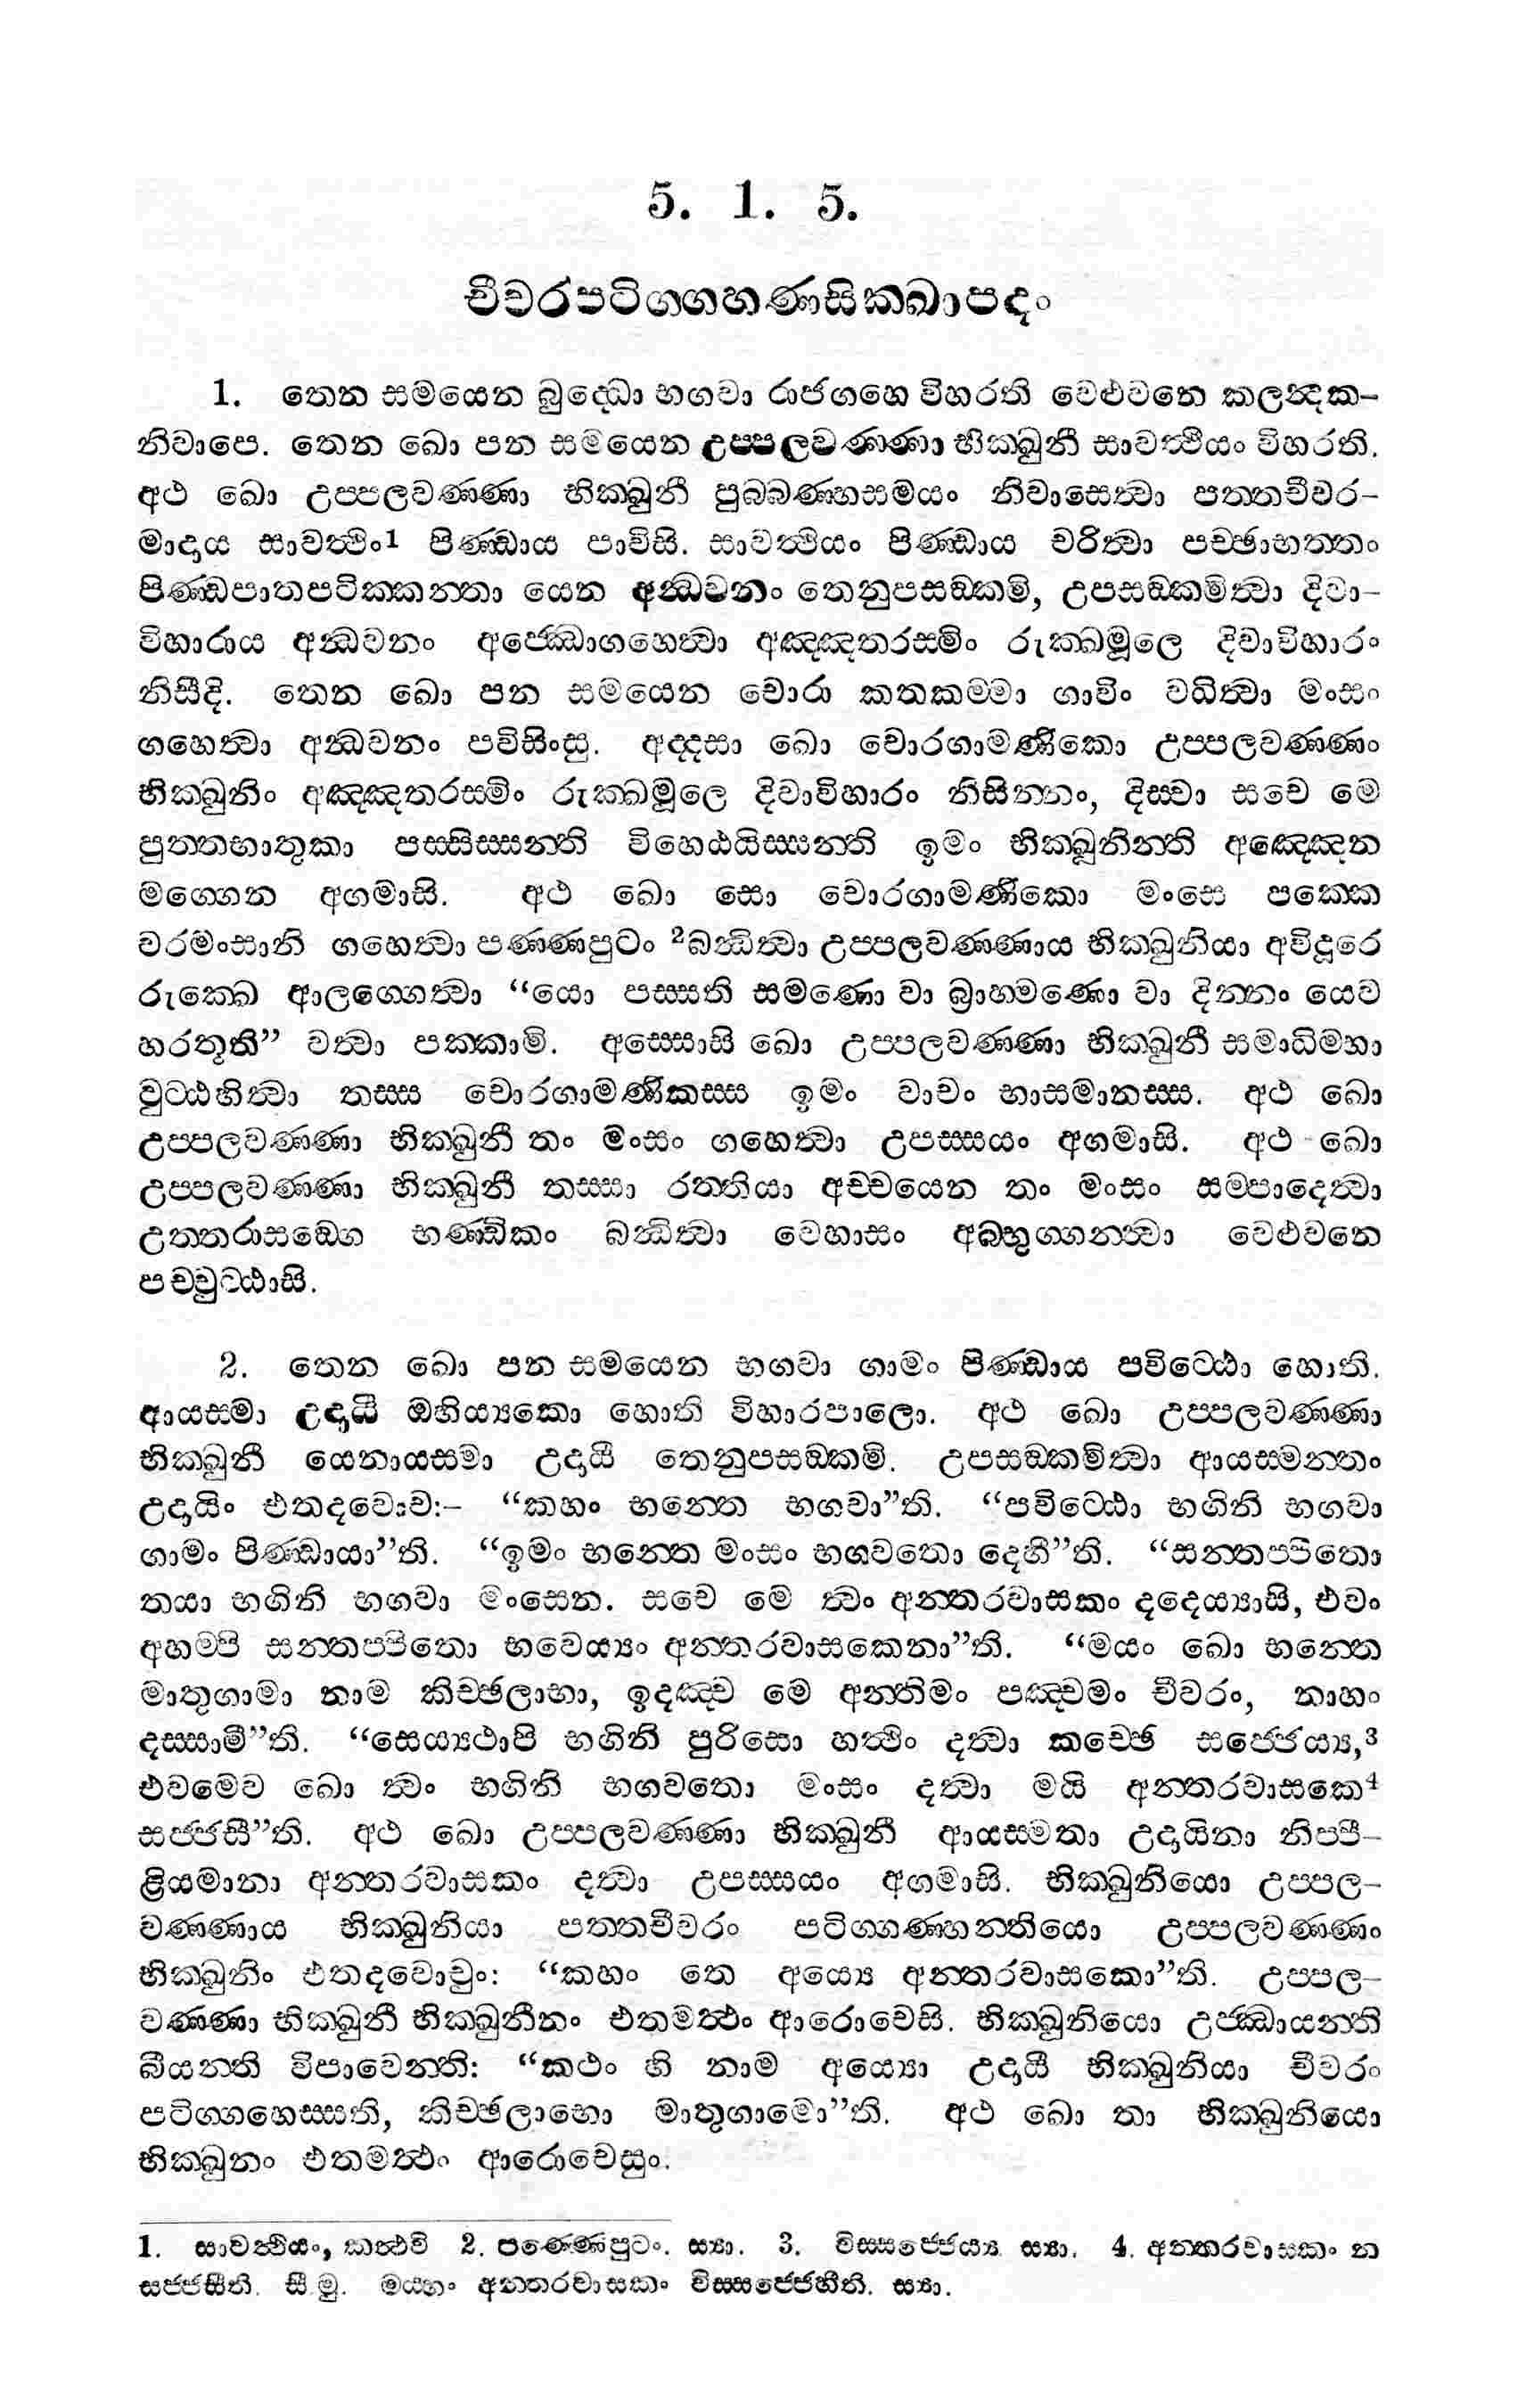 5. 1. 5.
චීවරපටිග්ගහණසික්ඛාපදං
1. තෙන සමයෙන බුද්ධො භගවා රාජගහෙ විහරති වෙළුවනෙ කලන්දක-
නිවාපෙ. තෙන ඛො පන සමයෙන උප්පලවණ්ණා භික්ඛුනී සාවත්ථියං විහරති.
අථ ඛො උප්පලවණ්ණා භික්ඛුනී පුබ්බණ්හසමයං නිවාසෙත්වා පත්තචීවර-
මාදාය සාවත්ථිං1 පිණ්ඩාය පාවිසි. සාවත්ථියං පිණ්ඩාය චරිත්වා පච්ඡාභත්තං
පිණ්ඩපාතපටික්කන්තා යෙන අන්ධවනං තෙනුපසඞ්කමි, උපසඞ්කමිත්වා දිවා-
විහාරාය අන්ධවනං අජ්ඣොගහෙත්වා අඤ්ඤතරස්මිං රුක්ඛමූලෙ දිවාවිහාරං
නිසීදි. තෙන ඛො පන සමයෙන චොරා කතකම්මා ගාවිං වධිත්වා මංසං
ගහෙත්වා අන්ධවනං පවිසිංසු. අද්දසා ඛො චොරගාමණිකො උප්පලවණ්ණං
භික්ඛුනිං අඤ්ඤතරස්මිං රුක්ඛමූලෙ දිවාවිහාරං නිසින්නං, දිස්වා සචෙ මෙ
පුත්තභාතුකා පස්සිස්සන්ති විහෙඨයිස්සන්ති ඉමං භික්ඛුනින්ති අඤ්ඤෙන
මග්ගෙන අගමාසි. අථ ඛො සො චොරගාමණිකො මංසෙ පක්කෙ
වරමංසානි ගහෙත්වා පණ්ණපුටං 2බන්ධිත්වා උප්පලවණ්ණාය භික්ඛුනියා අවිදූරෙ
රුක්ඛෙ ආලග්ගෙත්වා “යො පස්සති සමණො වා බ්‍රාහ්මණො වා දින්නං යෙව
හරතූති” වත්වා පක්කාමි. අස්සොසි ඛො උප්පලවණ්ණා භික්ඛුනී සමාධිම්හා
වුට්ඨහිත්වා තස්ස චොරගාමණිකස්ස ඉමං වාචං භාසමානස්ස. අථ ඛො
උප්පලවණ්ණා භික්ඛුනී තං මංසං ගහෙත්වා උපස්සයං අගමාසි. අථ ඛො
උප්පලවණ්ණා භික්ඛුනී තස්සා රත්තියා අච්චයෙන තං මංසං සම්පාදෙත්වා
උත්තරාසඞ්ගෙ භණ්ඩිකං බන්ධිත්වා වෙහාසං අබ්භුග්ගන්ත්වා වෙළුවනෙ
පච්චුට්ඨාසි.
2. තෙන ඛො පන සමයෙන භගවා ගාමං පිණ්ඩාය පවිට්ඨො හොති.
ආයස්මා උදායී ඔහිය්‍යකො හොති විහාරපාලො. අථ ඛො උප්පලවණ්ණා
භික්ඛුනී යෙනායස්මා උදායී තෙනුපසඞ්කමි. උපසඞ්කමිත්වා ආයස්මන්තං
උදායිං එතදවොච:– “කහං භන්තෙ භගවා”ති. “පවිට්ඨො භගිනි භගවා
ගාමං පිණ්ඩායා”ති. “ඉමං භන්තෙ මංසං භගවතො දෙහී”ති. “සන්තප්පිතො
තයා භගිනි භගවා මංසෙන. සචෙ මෙ ත්වං අන්තරවාසකං දදෙය්‍යාසි, එවං
අහම්පි සන්තප්පිතො භවෙය්‍යං අන්තරවාසකෙනා”ති. “මයං ඛො භන්තෙ
මාතුගාමා නාම කිච්ඡලාභා, ඉදඤ්ච මෙ අන්තිමං පඤ්චමං චීවරං, නාහං
දස්සාමී”ති. “සෙය්‍යථාපි භගිනි පුරිසො හත්ථිං දත්වා කච්ඡෙ සජ්ජෙය්‍ය,3
එවමෙව ඛො ත්වං භගිනි භගවතො මංසං දත්වා මයි අන්තරවාසකෙ4
සජ්ජසී”ති. අථ ඛො උප්පලවණ්ණා භික්ඛුනී ආයස්මතා උදායිනා නිප්පී-
ළියමානා අන්තරවාසකං දත්වා උපස්සයං අගමාසි. භික්ඛුනියො උප්පල-
වණ්ණාය භික්ඛුනියා පත්තචීවරං පටිග්ගණ්හන්තියො උප්පලවණ්ණං
භික්ඛුනිං එතදවොචුං: “කහං තෙ අය්‍යෙ අන්තරවාසකො”ති. උප්පල-
වණ්ණා භික්ඛුනී භික්ඛුනීනං එතමත්ථං ආරොචෙසි. භික්ඛුනියො උජ්ඣායන්ති
ඛීයන්ති විපාචෙන්ති: “කථං හි නාම අය්‍යො උදායී භික්ඛුනියා චීවරං
පටිග්ගහෙස්සති, කිච්ඡලාභො මාතුගාමො”ති. අථ ඛො තා භික්ඛුනියො
භික්ඛුනං එතමත්ථං ආරොචෙසුං.
1. සාවත්ථියං, කත්ථචි 2. පණ්ණෙපුටං. ස්‍යා. 3. විස්සජ්ජෙය්‍ය ස්‍යා. 4. අන්තරවාසකං න
සජ්ජසීති. සී.මු. මය්හං අන්තරවාසකං විස්සජ්ජෙහීති. ස්‍යා.